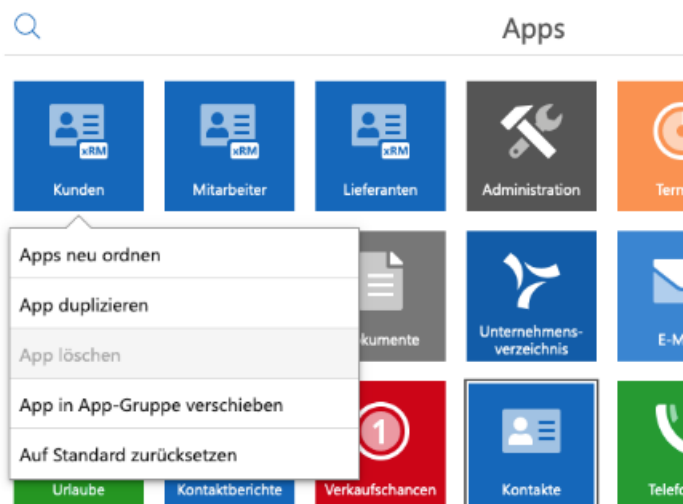 Apps
xRM
xRM
xRM
Kunden
Mitarbeiter
Lieferanten
Administration
Apps neu ordnen
App duplizieren
App löschen
App in App-Gruppe verschieben
Auf Standard zurücksetzen
Unternehmens-
verzeichnis
1
Urlaube
Kontaktberichte
Verkaufschancen
Kontakte